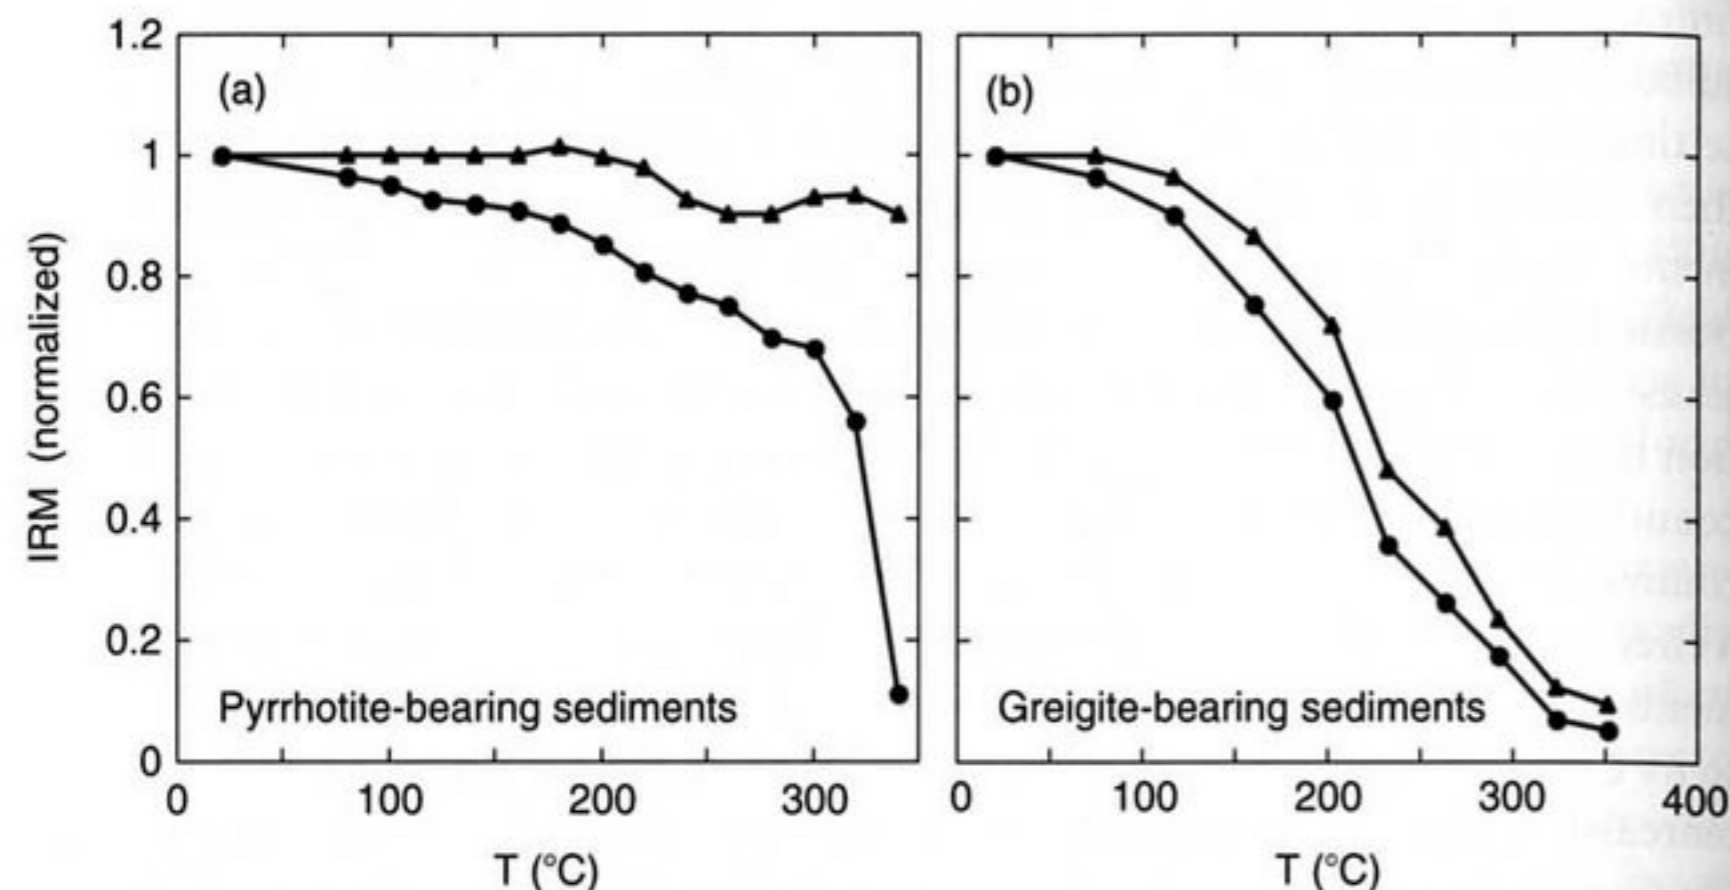 1.2
(a)
(b)
1
0.8
0.6
0.4
0.2
0
IRM (normalized)
Pyrrhotite-bearing sediments
Greigite-bearing sediments
0
100
200
300
0
100
200
300
400
T (°C)
T (°C)